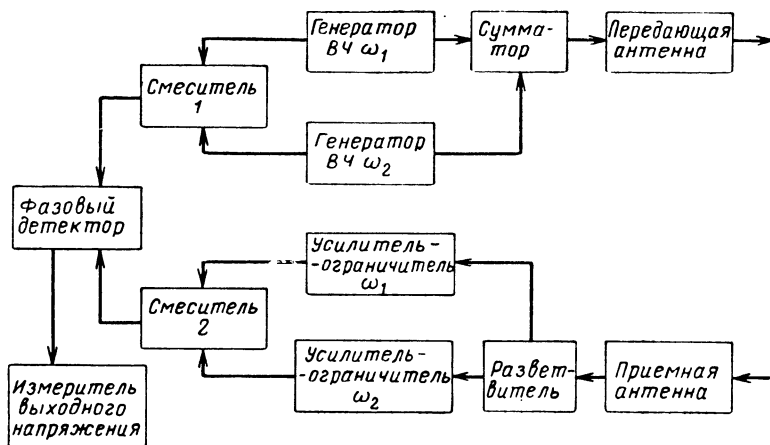 Генератор
ВЧ ω₁
Сумма-
тор
Передающая
антенна
Смеситель
1
Генератор
ВЧ ω₂
Фазовый
детектор
Усилитель-
-ограничитель
ω₁
Смеситель
2
Усилитель-
-ограничитель
ω₂
Развет-
витель
Приемная
антенна
Измеритель
выходного
напряжения